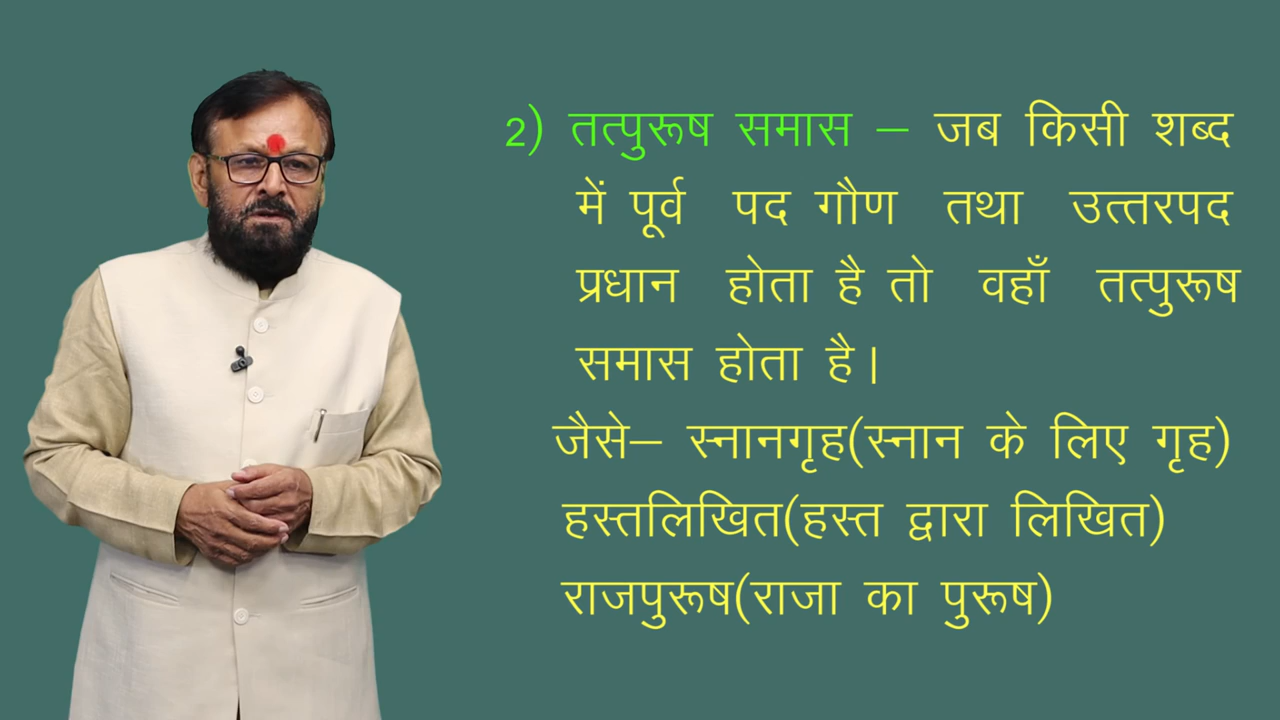 2) तत्पुरूष समास – जब किसी शब्द
में पूर्व पद गौण तथा उत्तरपद
प्रधान होता है तो वहाँ तत्पुरूष
समास होता है।
जैसे– स्नानगृह(स्नान के लिए गृह)
हस्तलिखित(हस्त द्वारा लिखित)
राजपुरूष(राजा का पुरूष)